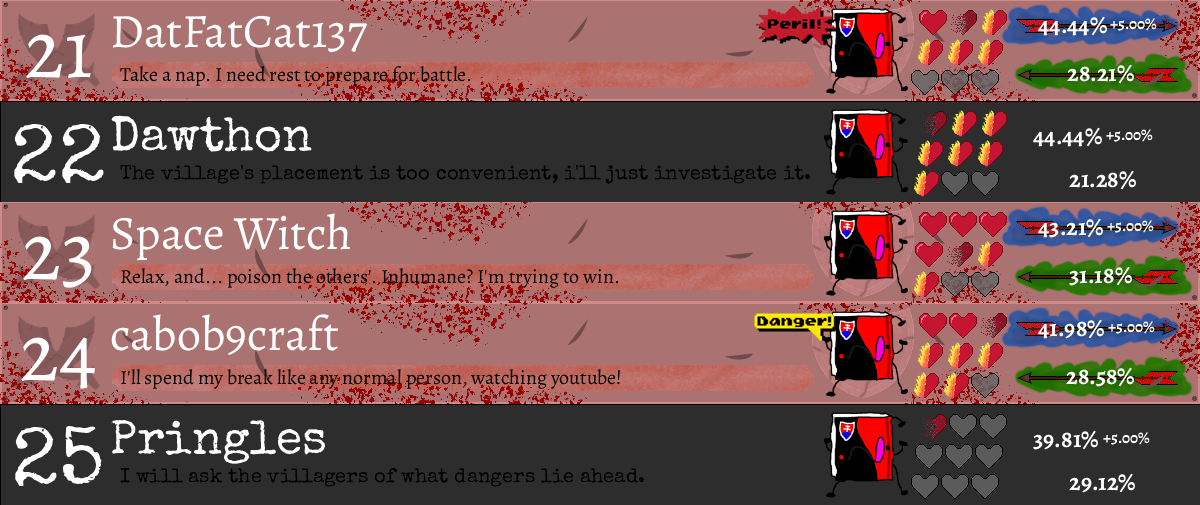 21
DatFatCat137
Take a nap. I need rest to prepare for battle.
Peril!
44.44% +5.00%
28.21%
22
Dawthon
The village's placement is too convenient, i'll just investigate it.
44.44% +5.00%
21.28%
23
Space Witch
Relax, and... poison the others'. Inhumane? I'm trying to win.
43.21% +5.00%
31.18%
24
cabob9craft
I'll spend my break like any normal person, watching youtube!
Danger!
41.98% +5.00%
28.58%
25
Pringles
I will ask the villagers of what dangers lie ahead.
39.81% +5.00%
29.12%